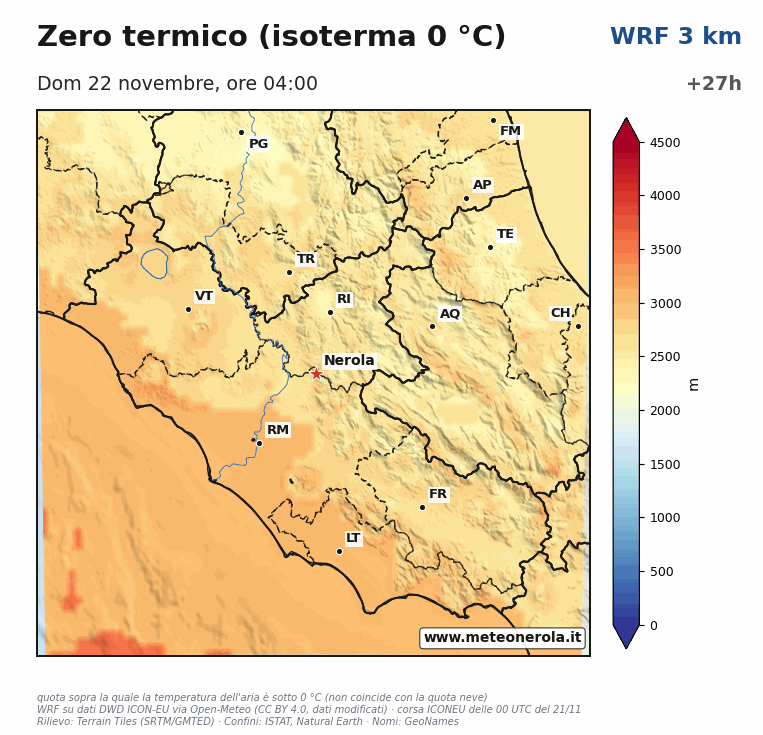 Zero termico (isoterma 0 °C)
WRF 3 km
Dom 22 novembre, ore 04:00
+27h
FM
PG
AP
TE
TR
VT
RI
AQ
CH
Nerola
RM
FR
LT
www.meteonerola.it
4500
4000
3500
3000
2500
2000
1500
1000
500
0
m
quota sopra la quale la temperatura dell'aria è sotto 0 °C (non coincide con la quota neve)
WRF su dati DWD ICON-EU via Open-Meteo (CC BY 4.0, dati modificati) · corsa ICONEU delle 00 UTC del 21/11
Rilievo: Terrain Tiles (SRTM/GMTED) · Confini: ISTAT, Natural Earth · Nomi: GeoNames